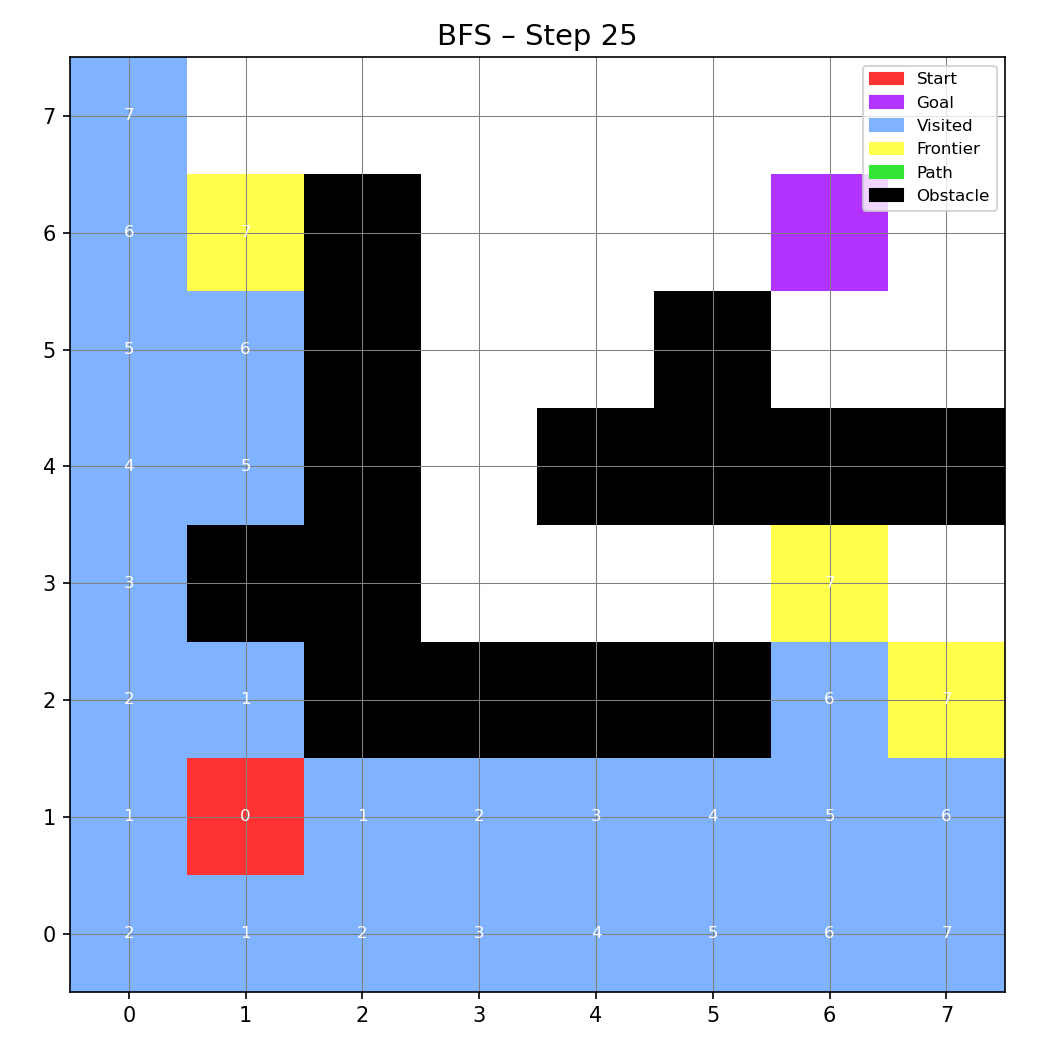 BFS – Step 25
Start
Goal
Visited
Frontier
Path
Obstacle
7 7
6 6 7
5 5 6
4 4 5
3 3 7
2 2 1 6 7
1 1 0 1 2 3 4 5 6
0 2 1 2 3 4 5 6 7
0 1 2 3 4 5 6 7